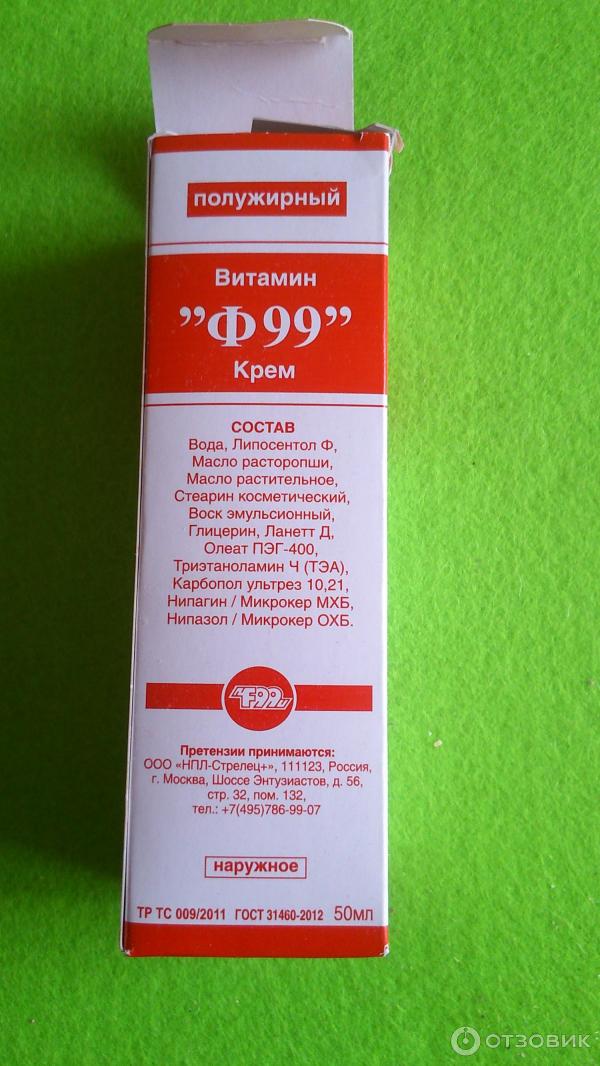 полужирный
Витамин
"Ф99"
Крем
СОСТАВ
Вода, Липосентол Ф,
Масло расторопши,
Масло растительное,
Стеарин косметический,
Воск эмульсионный,
Глицерин, Ланетт Д,
Олеат ПЭГ-400,
Триэтаноламин Ч (ТЭА),
Карбопол ультрез 10,21,
Нипагин / Микрокер МХБ,
Нипазол / Микрокер ОХБ.
"F99"
Претензии принимаются:
ООО «НПЛ-Стрелец+», 111123, Россия,
г. Москва, Шоссе Энтузиастов, д. 56,
стр. 32, пом. 132,
тел.: +7(495)786-99-07
наружное
ТР ТС 009/2011 ГОСТ 31460-2012 50мл
ОТЗОВИК